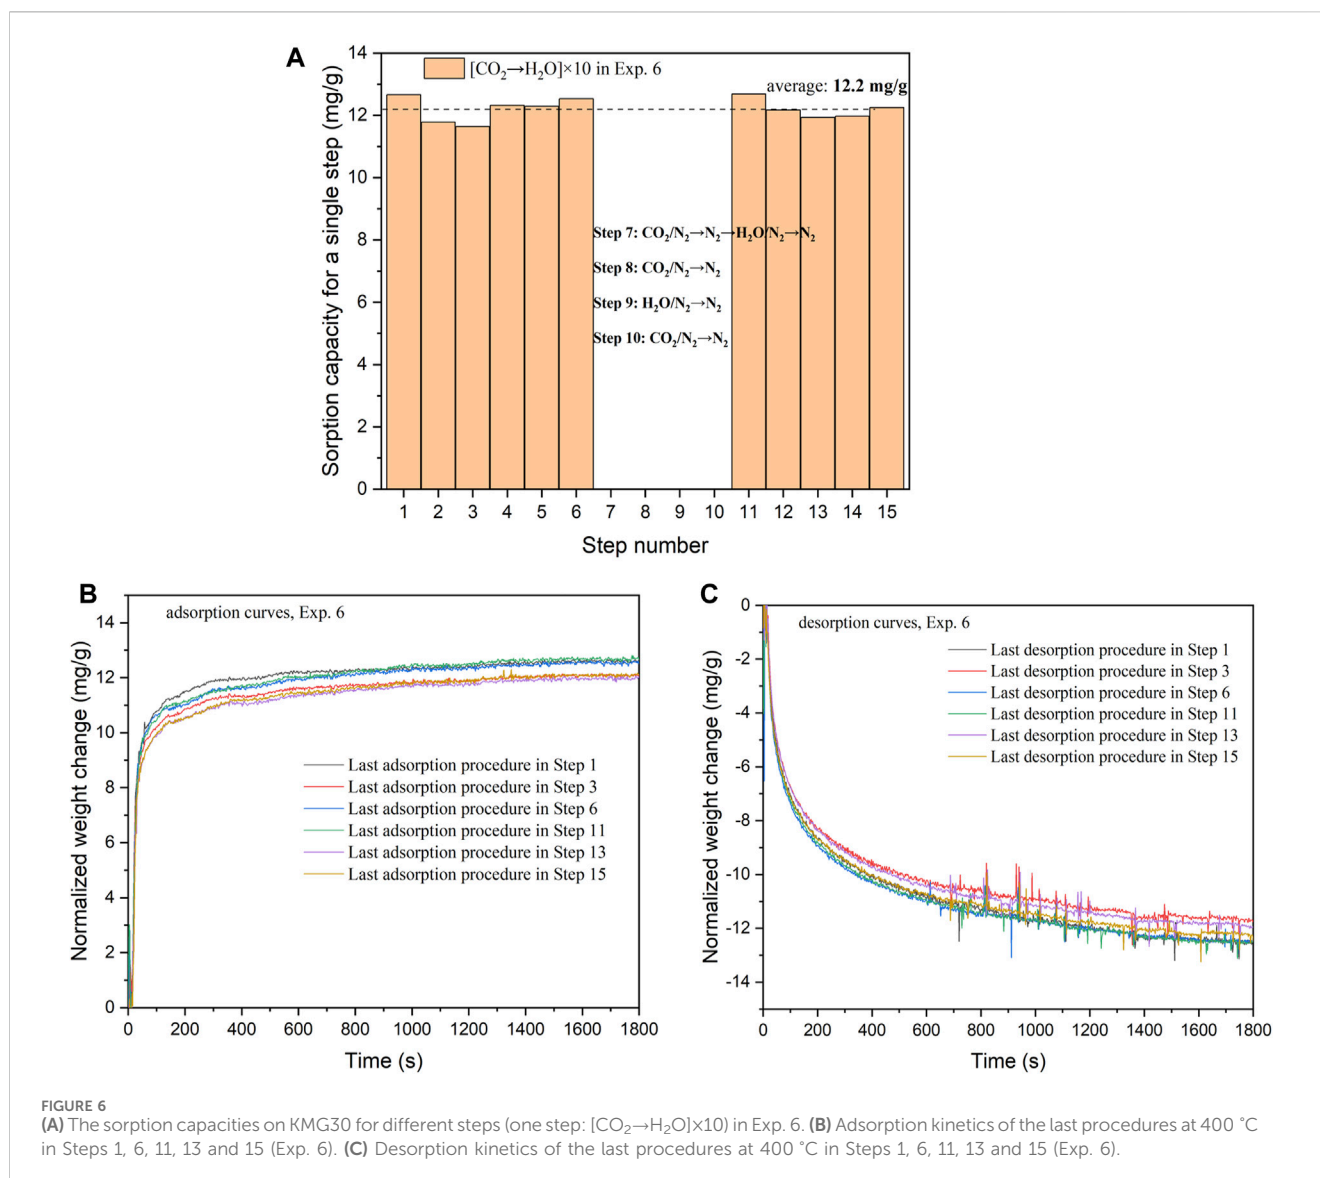 A
Sorption capacity for a single step (mg/g)
14
12
10
8
6
4
2
0
[CO₂→H₂O]×10 in Exp. 6
average: 12.2 mg/g
Step 7: CO₂/N₂→N₂→H₂O/N₂→N₂
Step 8: CO₂/N₂→N₂
Step 9: H₂O/N₂→N₂
Step 10: CO₂/N₂→N₂
1 2 3 4 5 6 7 8 9 10 11 12 13 14 15
Step number
B
Normalized weight change (mg/g)
14
12
10
8
6
4
2
0
adsorption curves, Exp. 6
Last adsorption procedure in Step 1
Last adsorption procedure in Step 3
Last adsorption procedure in Step 6
Last adsorption procedure in Step 11
Last adsorption procedure in Step 13
Last adsorption procedure in Step 15
0 200 400 600 800 1000 1200 1400 1600 1800
Time (s)
C
Normalized weight change (mg/g)
0
-2
-4
-6
-8
-10
-12
-14
desorption curves, Exp. 6
Last desorption procedure in Step 1
Last desorption procedure in Step 3
Last desorption procedure in Step 6
Last desorption procedure in Step 11
Last desorption procedure in Step 13
Last desorption procedure in Step 15
0 200 400 600 800 1000 1200 1400 1600 1800
Time (s)
FIGURE 6
(A) The sorption capacities on KMG30 for different steps (one step: [CO₂→H₂O]×10) in Exp. 6. (B) Adsorption kinetics of the last procedures at 400 °C
in Steps 1, 6, 11, 13 and 15 (Exp. 6). (C) Desorption kinetics of the last procedures at 400 °C in Steps 1, 6, 11, 13 and 15 (Exp. 6).